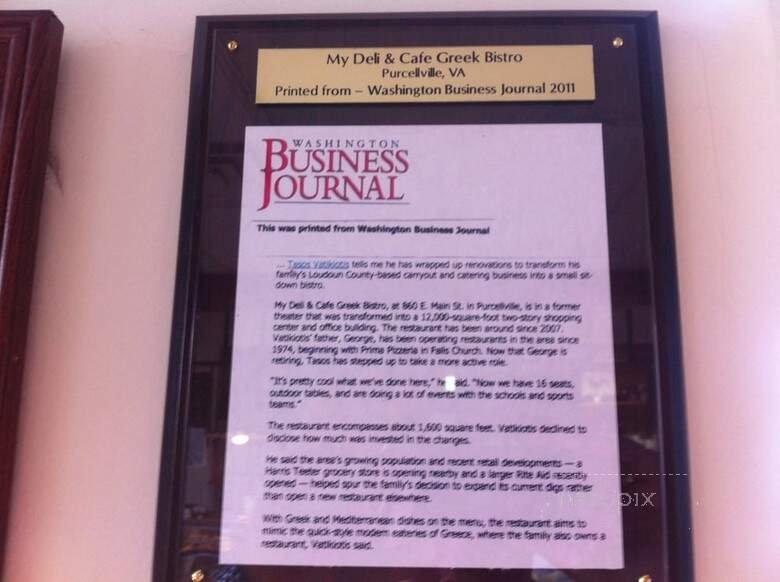 My Deli & Cafe Greek Bistro
Purcellville, VA
Printed from – Washington Business Journal 2011
WASHINGTON
BUSINESS
JOURNAL
This was printed from Washington Business Journal
... Tasos Vatikiotis tells me he has wrapped up renovations to transform his
family's Loudoun County-based carryout and catering business into a small sit-
down bistro.
My Deli & Cafe Greek Bistro, at 860 E. Main St. in Purcellville, is in a former
theater that was transformed into a 12,000-square-foot two-story shopping
center and office building. The restaurant has been around since 2007.
Vatikiotis' father, George, has been operating restaurants in the area since
1974, beginning with Prima Pizzeria in Falls Church. Now that George is
retiring, Tasos has stepped up to take a more active role.
"It's pretty cool what we've done here," he said. "Now we have 16 seats,
outdoor tables, and are doing a lot of events with the schools and sports
teams."
The restaurant encompasses about 1,600 square feet. Vatikiotis declined to
disclose how much was invested in the changes.
He said the area's growing population and recent retail developments — a
Harris Teeter grocery store is opening nearby and a larger Rite Aid recently
opened — helped spur the family's decision to expand its current digs rather
than open a new restaurant elsewhere.
With Greek and Mediterranean dishes on the menu, the restaurant aims to
mimic the quick-style modern eateries of Greece, where the family also owns a
restaurant, Vatikiotis said.